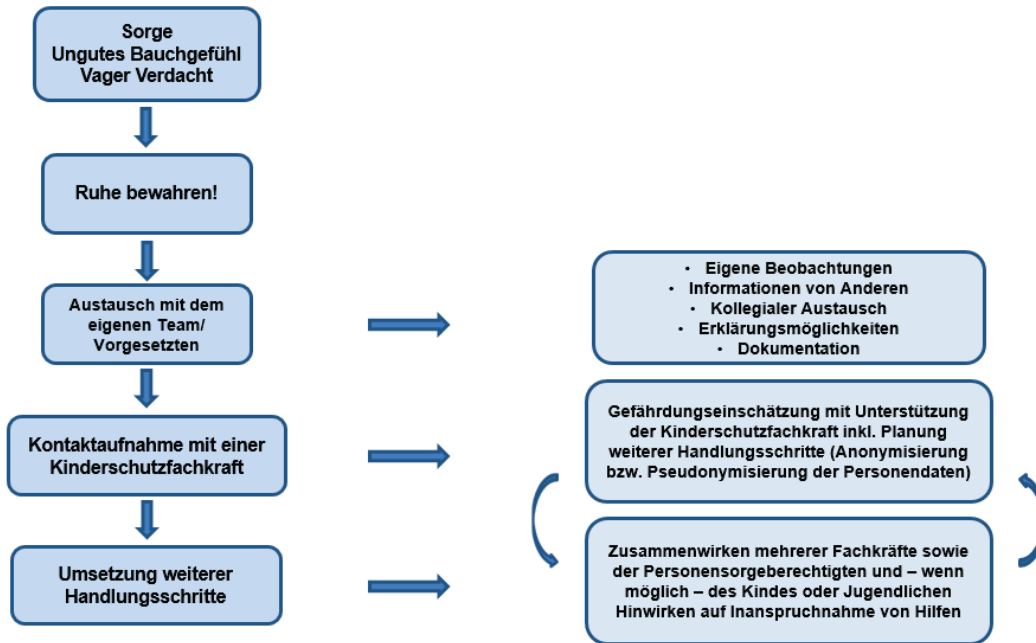 Sorge
Ungutes Bauchgefühl
Vager Verdacht
Ruhe bewahren!
Austausch mit dem
eigenen Team/
Vorgesetzten
• Eigene Beobachtungen
• Informationen von Anderen
• Kollegialer Austausch
• Erklärungsmöglichkeiten
• Dokumentation
Kontaktaufnahme mit einer
Kinderschutzfachkraft
Gefährdungseinschätzung mit Unterstützung
der Kinderschutzfachkraft inkl. Planung
weiterer Handlungsschritte (Anonymisierung
bzw. Pseudonymisierung der Personendaten)
Umsetzung weiterer
Handlungsschritte
Zusammenwirken mehrerer Fachkräfte sowie
der Personensorgeberechtigten und – wenn
möglich – des Kindes oder Jugendlichen
Hinwirken auf Inanspruchnahme von Hilfen